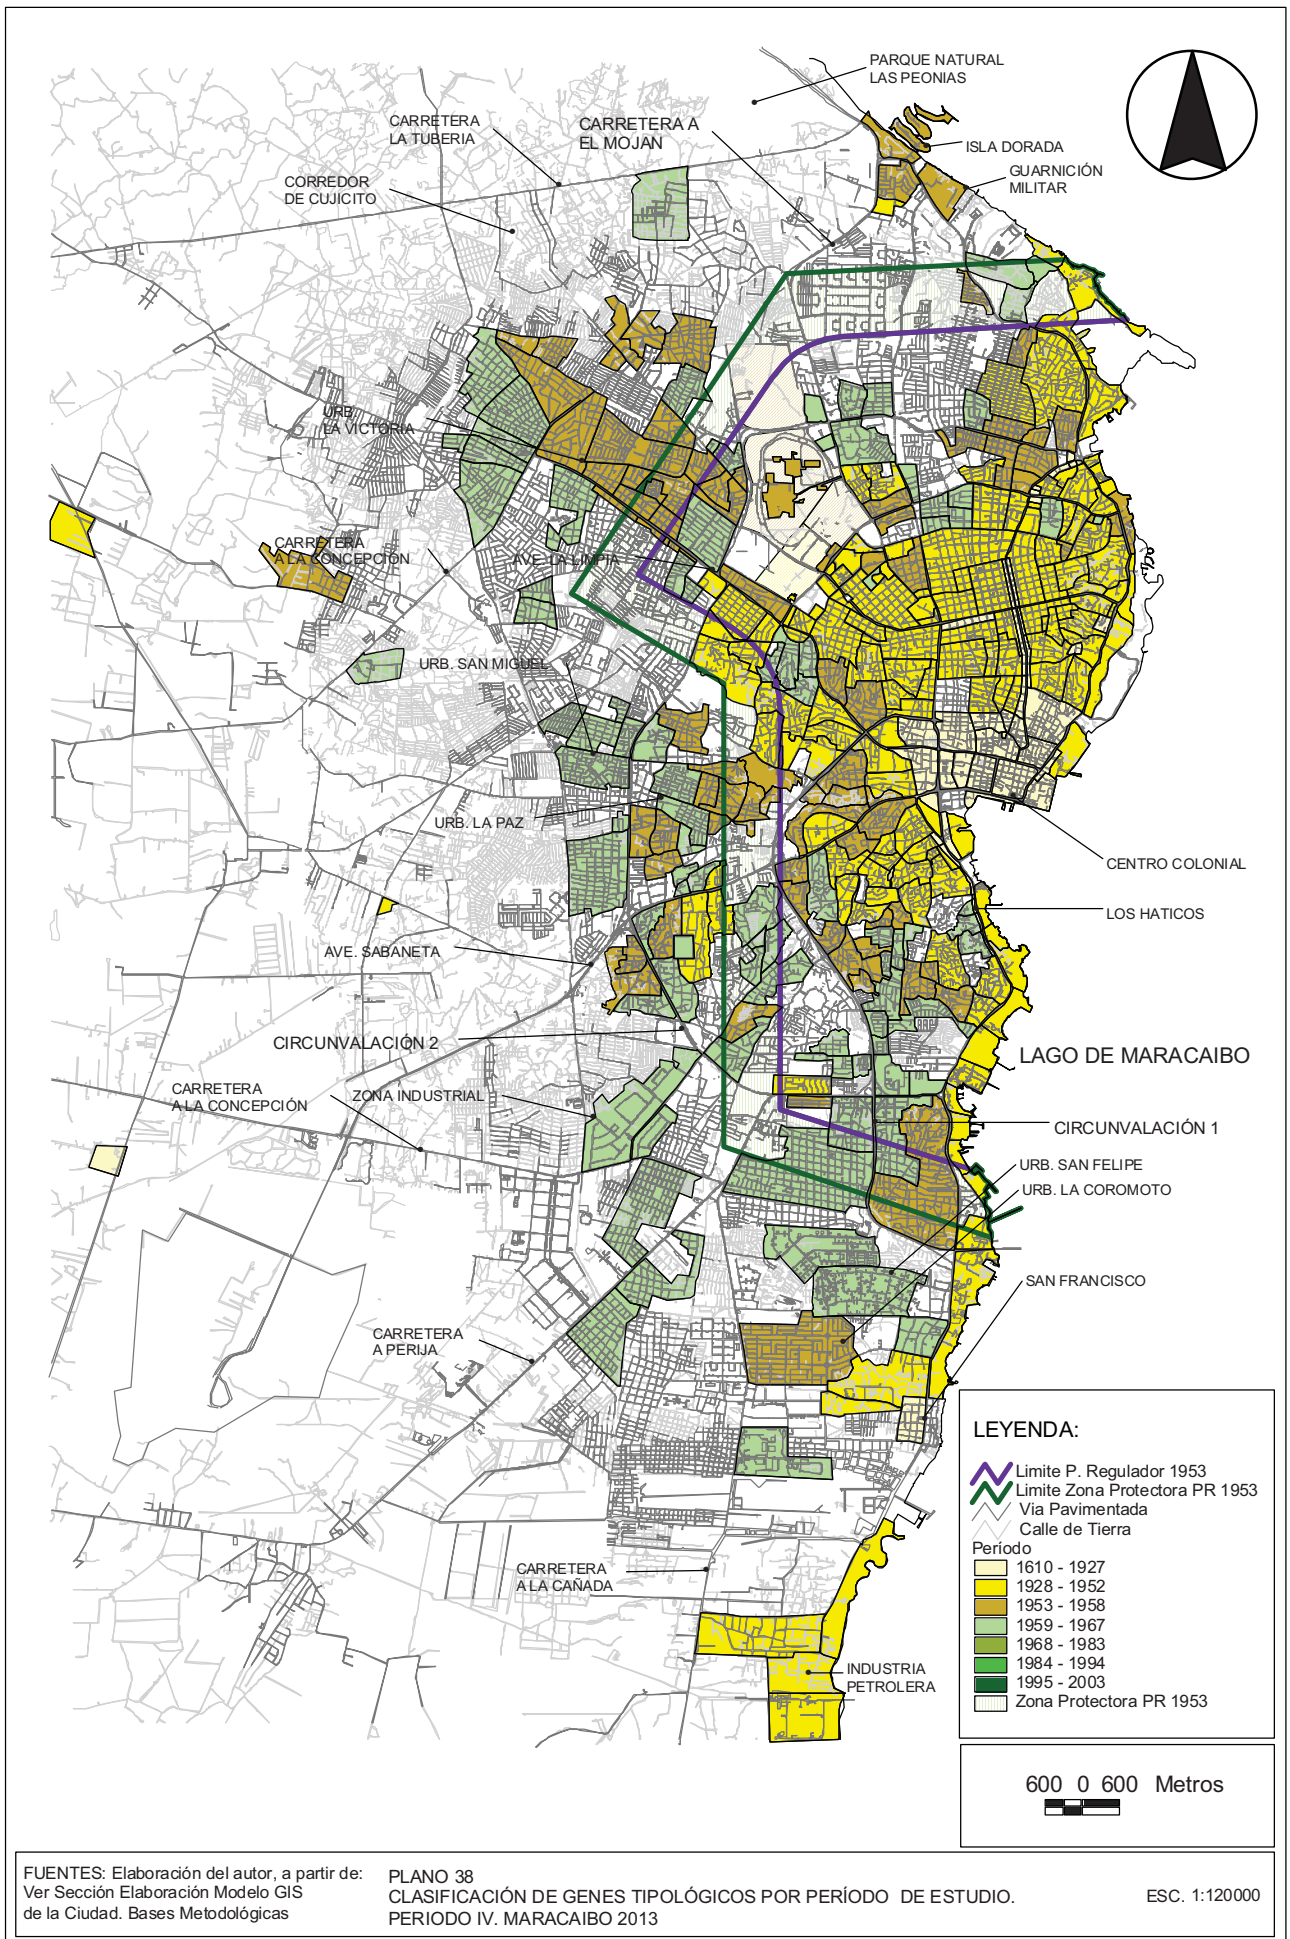 PARQUE NATURAL
LAS PEONIAS
CARRETERA
LA TUBERIA
CARRETERA A
EL MOJAN
ISLA DORADA
GUARNICIÓN
MILITAR
CORREDOR
DE CUJÍCITO
URB.
LA VICTORIA
CARRETERA
A LA CONCEPCIÓN
AVE. LA LIMPIA
URB. SAN MIGUEL
URB. LA PAZ
CENTRO COLONIAL
LOS HATICOS
AVE. SABANETA
CIRCUNVALACIÓN 2
LAGO DE MARACAIBO
CARRETERA
A LA CONCEPCIÓN
ZONA INDUSTRIAL
CIRCUNVALACIÓN 1
URB. SAN FELIPE
URB. LA COROMOTO
SAN FRANCISCO
CARRETERA
A PERIJA
CARRETERA
A LA CAÑADA
INDUSTRIA
PETROLERA
LEYENDA:
Limite P. Regulador 1953
Limite Zona Protectora PR 1953
Via Pavimentada
Calle de Tierra
Período
1610 - 1927
1928 - 1952
1953 - 1958
1959 - 1967
1968 - 1983
1984 - 1994
1995 - 2003
Zona Protectora PR 1953
600 0 600 Metros
FUENTES: Elaboración del autor, a partir de:
Ver Sección Elaboración Modelo GIS
de la Ciudad. Bases Metodológicas
PLANO 38
CLASIFICACIÓN DE GENES TIPOLÓGICOS POR PERÍODO DE ESTUDIO.
PERIODO IV. MARACAIBO 2013
ESC. 1:120000